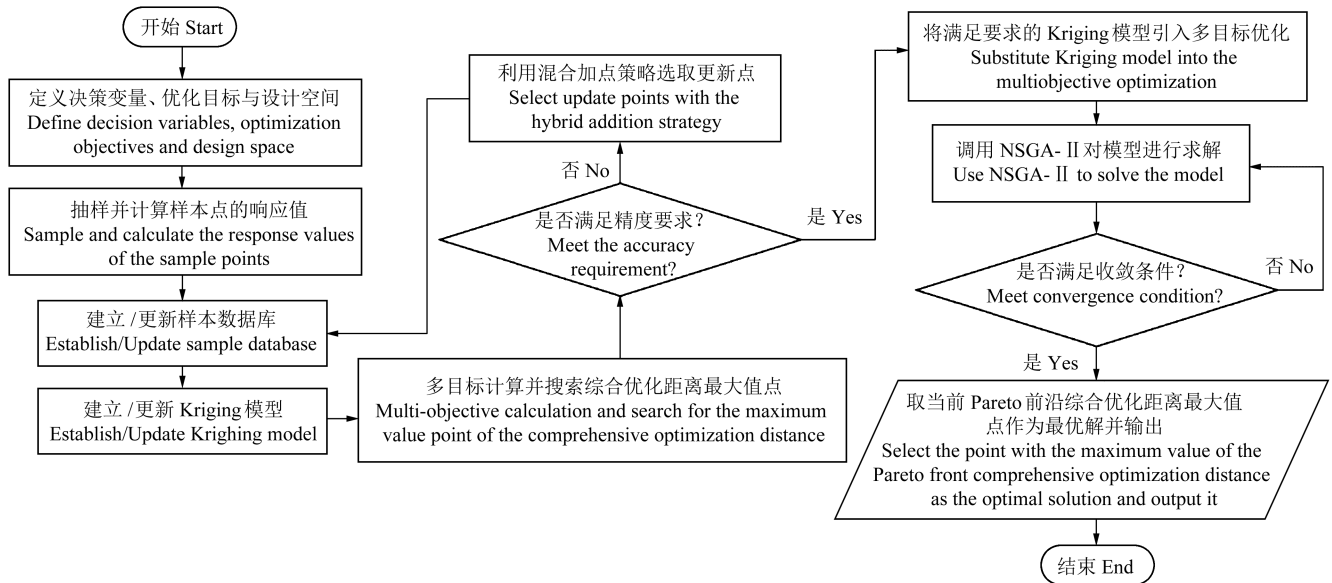 开始 Start
定义决策变量、优化目标与设计空间
Define decision variables, optimization
objectives and design space
抽样并计算样本点的响应值
Sample and calculate the response values
of the sample points
建立/更新样本数据库
Establish/Update sample database
建立/更新 Kriging 模型
Establish/Update Krighing model
多目标计算并搜索综合优化距离最大值点
Multi-objective calculation and search for the maximum
value point of the comprehensive optimization distance
是否满足精度要求?
Meet the accuracy
requirement?
否 No
利用混合加点策略选取更新点
Select update points with the
hybrid addition strategy
是 Yes
将满足要求的 Kriging 模型引入多目标优化
Substitute Kriging model into the
multiobjective optimization
调用 NSGA-Ⅱ对模型进行求解
Use NSGA-Ⅱ to solve the model
是否满足收敛条件?
Meet convergence condition?
否 No
是 Yes
取当前 Pareto 前沿综合优化距离最大值
点作为最优解并输出
Select the point with the maximum value of the
Pareto front comprehensive optimization distance
as the optimal solution and output it
结束 End